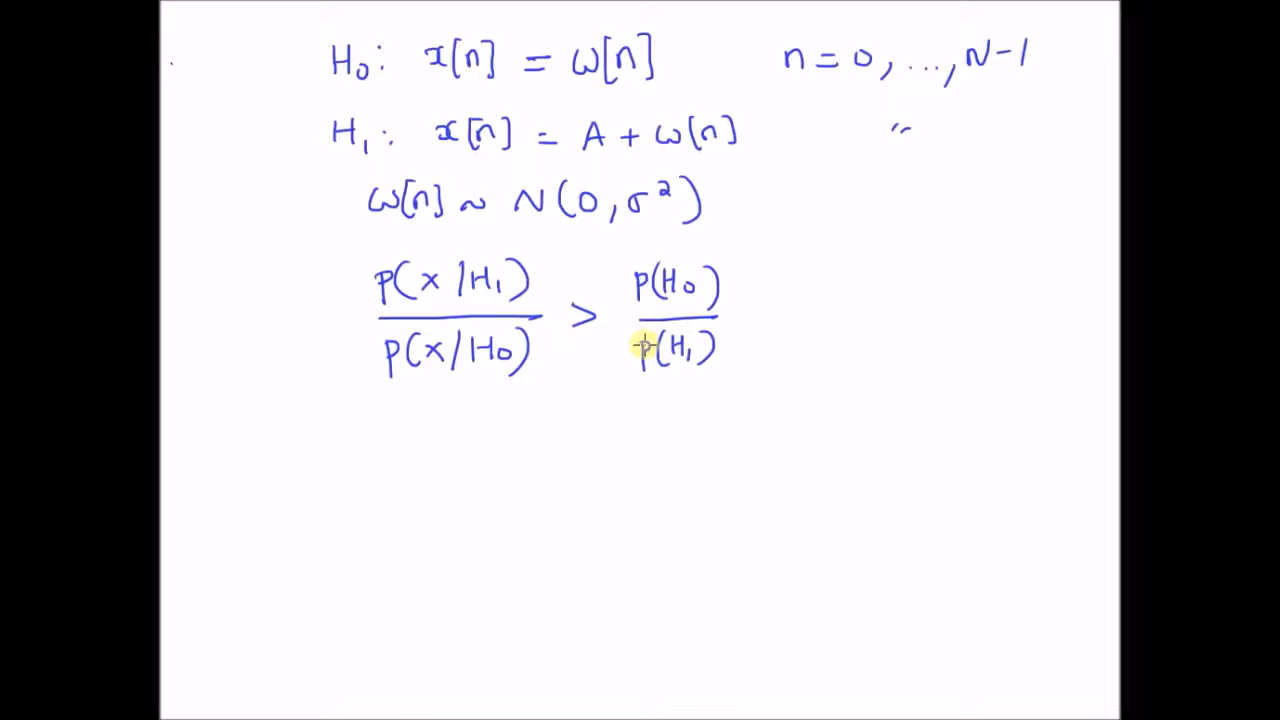 H₀: x[n] = ω[n]    n = 0, ..., N-1
H₁: x[n] = A + ω[n]    "
ω[n] ~ N(0, σ²)
p(x/H₁) / p(x/H₀) > p(H₀) / p(H₁)